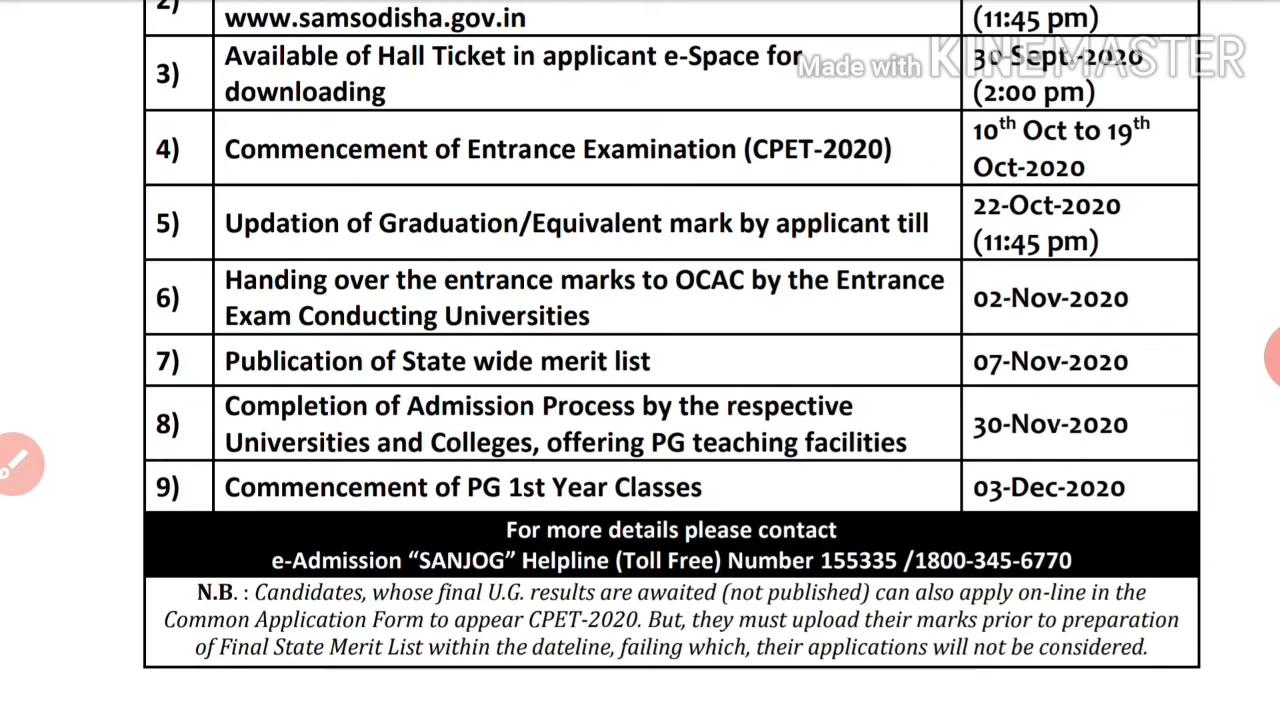 2)
www.samsodisha.gov.in
(11:45 pm)
3)
Available of Hall Ticket in applicant e-Space for
downloading
30-Sept.-2020
(2:00 pm)
Made with KINEMASTER
4)
Commencement of Entrance Examination (CPET-2020)
10th Oct to 19th
Oct-2020
5)
Updation of Graduation/Equivalent mark by applicant till
22-Oct-2020
(11:45 pm)
6)
Handing over the entrance marks to OCAC by the Entrance
Exam Conducting Universities
02-Nov-2020
7)
Publication of State wide merit list
07-Nov-2020
8)
Completion of Admission Process by the respective
Universities and Colleges, offering PG teaching facilities
30-Nov-2020
9)
Commencement of PG 1st Year Classes
03-Dec-2020
For more details please contact
e-Admission “SANJOG” Helpline (Toll Free) Number 155335 /1800-345-6770
N.B. : Candidates, whose final U.G. results are awaited (not published) can also apply on-line in the
Common Application Form to appear CPET-2020. But, they must upload their marks prior to preparation
of Final State Merit List within the dateline, failing which, their applications will not be considered.